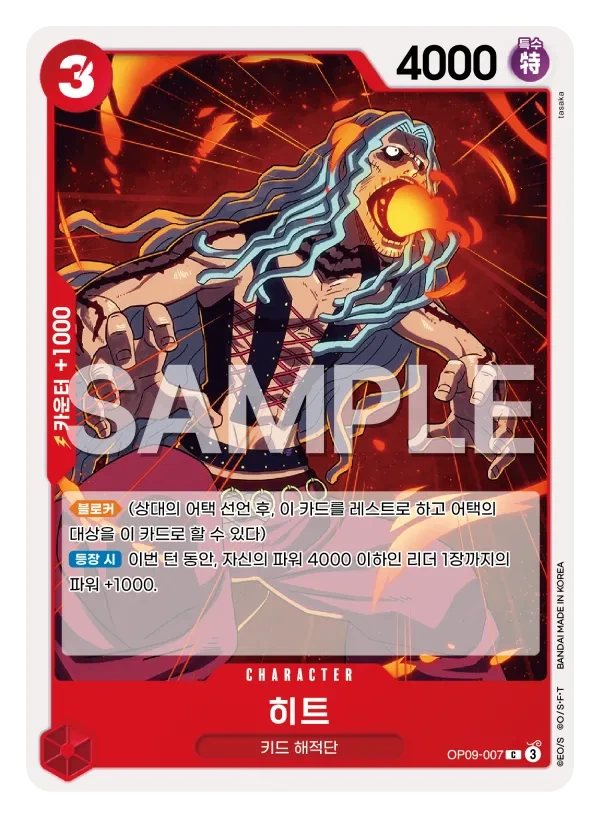 3
4000
특수
特
tasaka
⚡카운터 +1000
SAMPLE
블로커 (상대의 어택 선언 후, 이 카드를 레스트로 하고 어택의
대상을 이 카드로 할 수 있다)
등장 시 이번 턴 동안, 자신의 파워 4000 이하인 리더 1장까지의
파워 +1000.
CHARACTER
히트
키드 해적단
OP09-007 C 3
©EO/S ©O/S·F·T BANDAI MADE IN KOREA